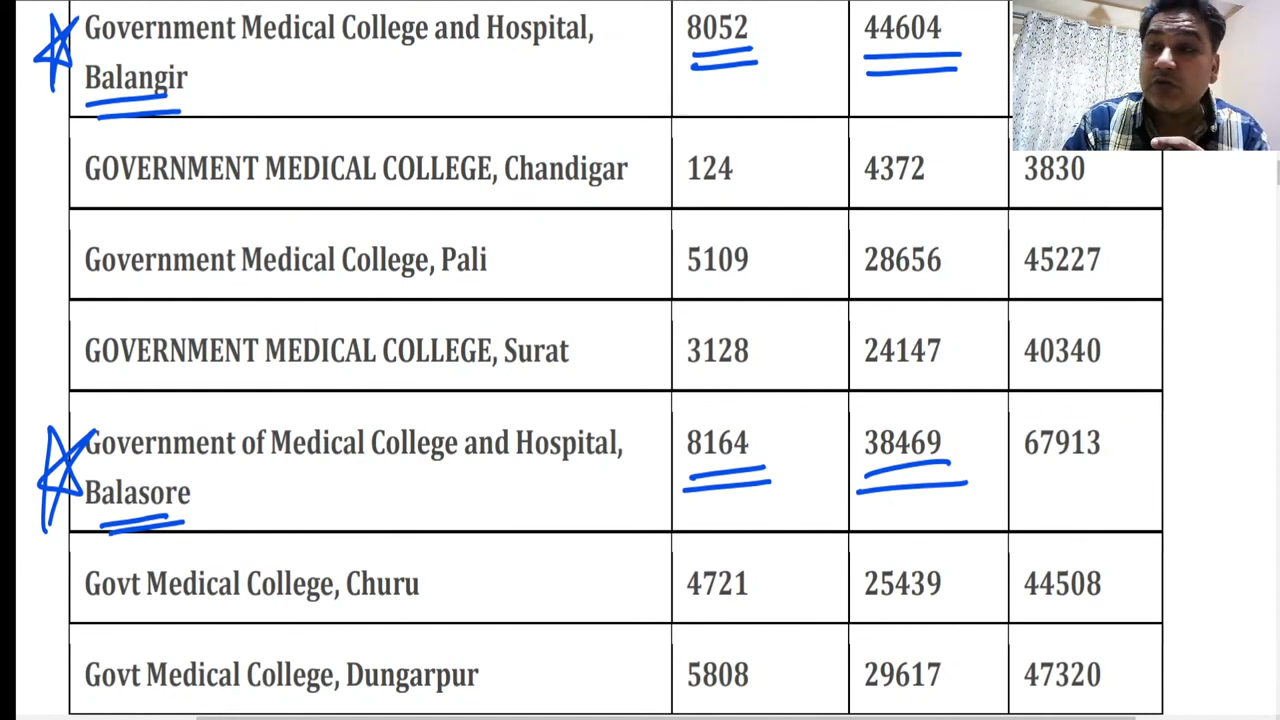 Government Medical College and Hospital, 8052 44604
Balangir
GOVERNMENT MEDICAL COLLEGE, Chandigar 124 4372 3830
Government Medical College, Pali 5109 28656 45227
GOVERNMENT MEDICAL COLLEGE, Surat 3128 24147 40340
Government of Medical College and Hospital, 8164 38469 67913
Balasore
Govt Medical College, Churu 4721 25439 44508
Govt Medical College, Dungarpur 5808 29617 47320